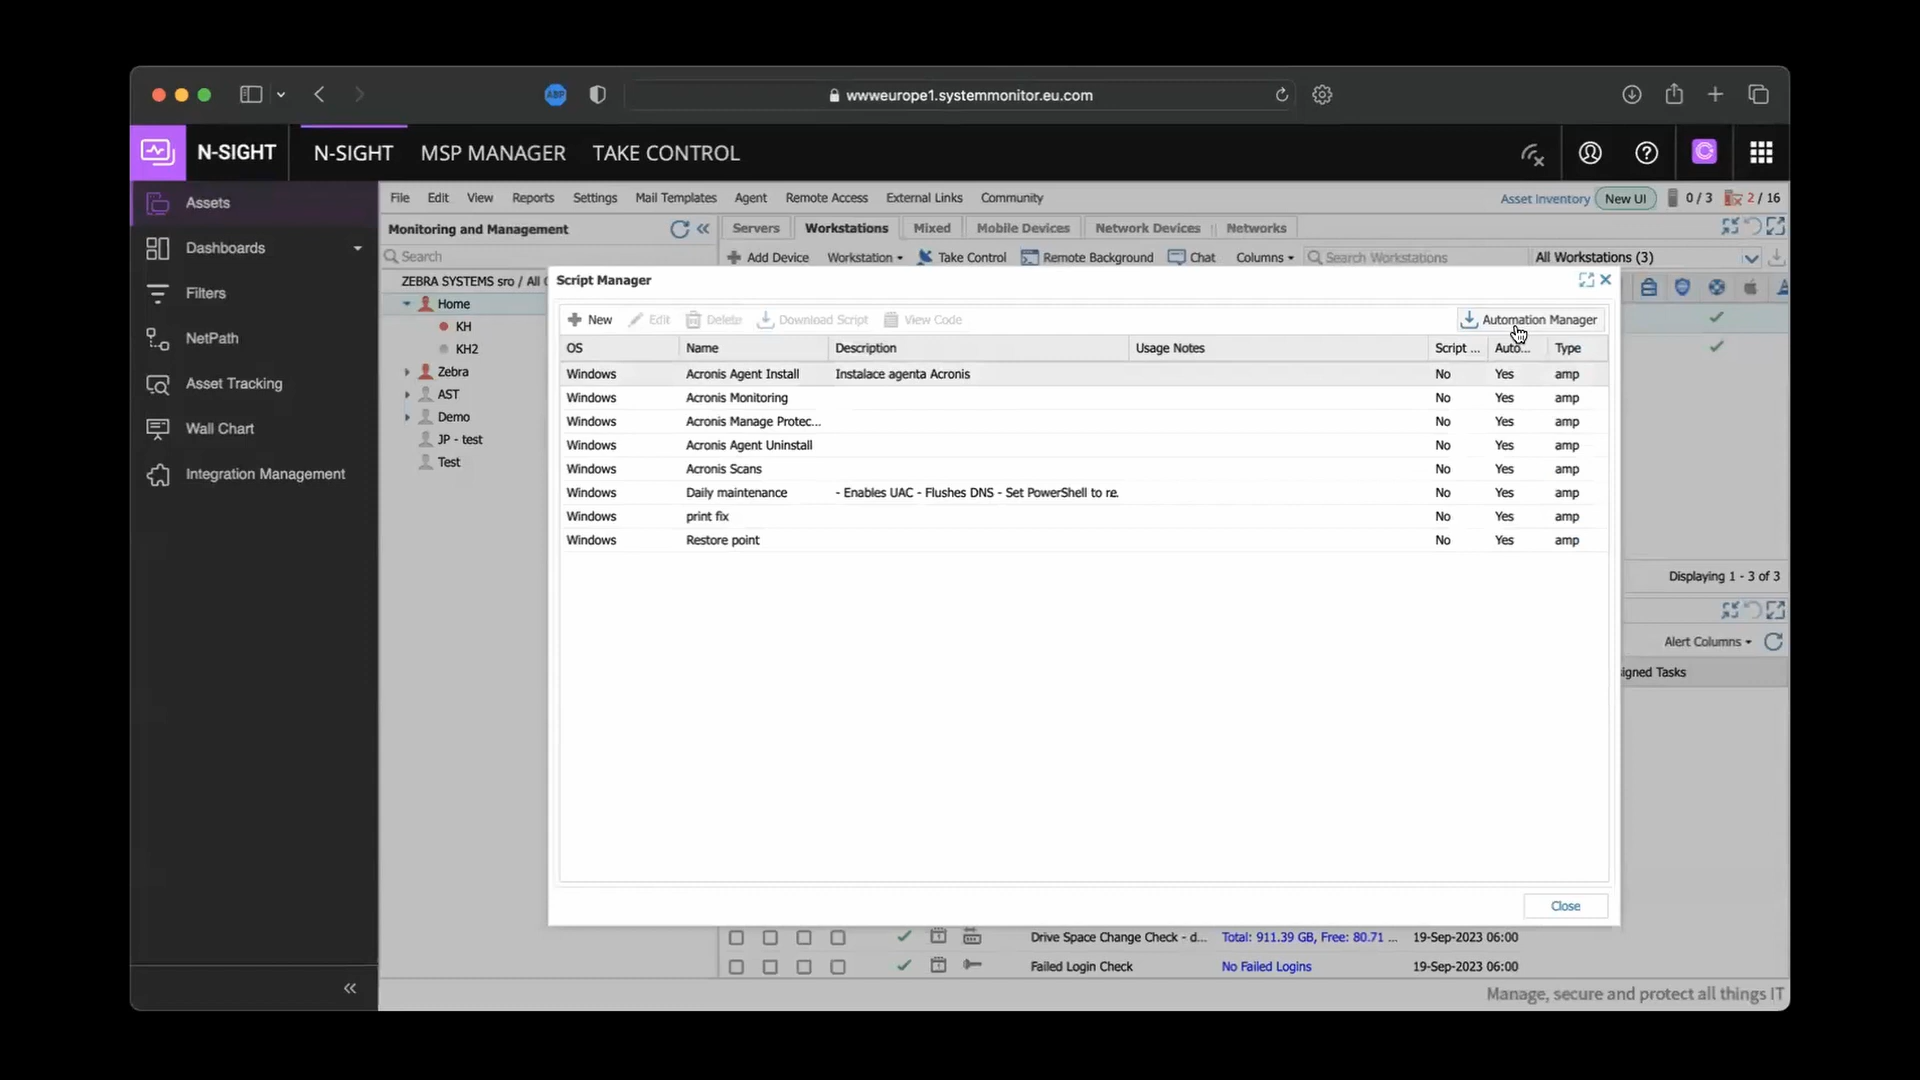 wwweurope1.systemmonitor.eu.com
N-SIGHT
N-SIGHT MSP MANAGER TAKE CONTROL
Assets
Dashboards
Filters
NetPath
Asset Tracking
Wall Chart
Integration Management
File Edit View Reports Settings Mail Templates Agent Remote Access External Links Community
Asset Inventory New UI 0 / 3 2 / 16
Monitoring and Management
Search
ZEBRA SYSTEMS sro / All
Home
KH
KH2
Zebra
AST
Demo
JP - test
Test
Servers Workstations Mixed Mobile Devices Network Devices Networks
Add Device Workstation Take Control Remote Background Chat Columns Search Workstations All Workstations (3)
Script Manager
New Edit Delete Download Script View Code Automation Manager
OS Name Description Usage Notes Script ... Auto... Type
Windows Acronis Agent Install Instalace agenta Acronis No Yes amp
Windows Acronis Monitoring No Yes amp
Windows Acronis Manage Protec... No Yes amp
Windows Acronis Agent Uninstall No Yes amp
Windows Acronis Scans No Yes amp
Windows Daily maintenance - Enables UAC - Flushes DNS - Set PowerShell to re. No Yes amp
Windows print fix No Yes amp
Windows Restore point No Yes amp
Close
Displaying 1 - 3 of 3
Alert Columns
igned Tasks
Drive Space Change Check - d... Total: 911.39 GB, Free: 80.71 ... 19-Sep-2023 06:00
Failed Login Check No Failed Logins 19-Sep-2023 06:00
Manage, secure and protect all things IT